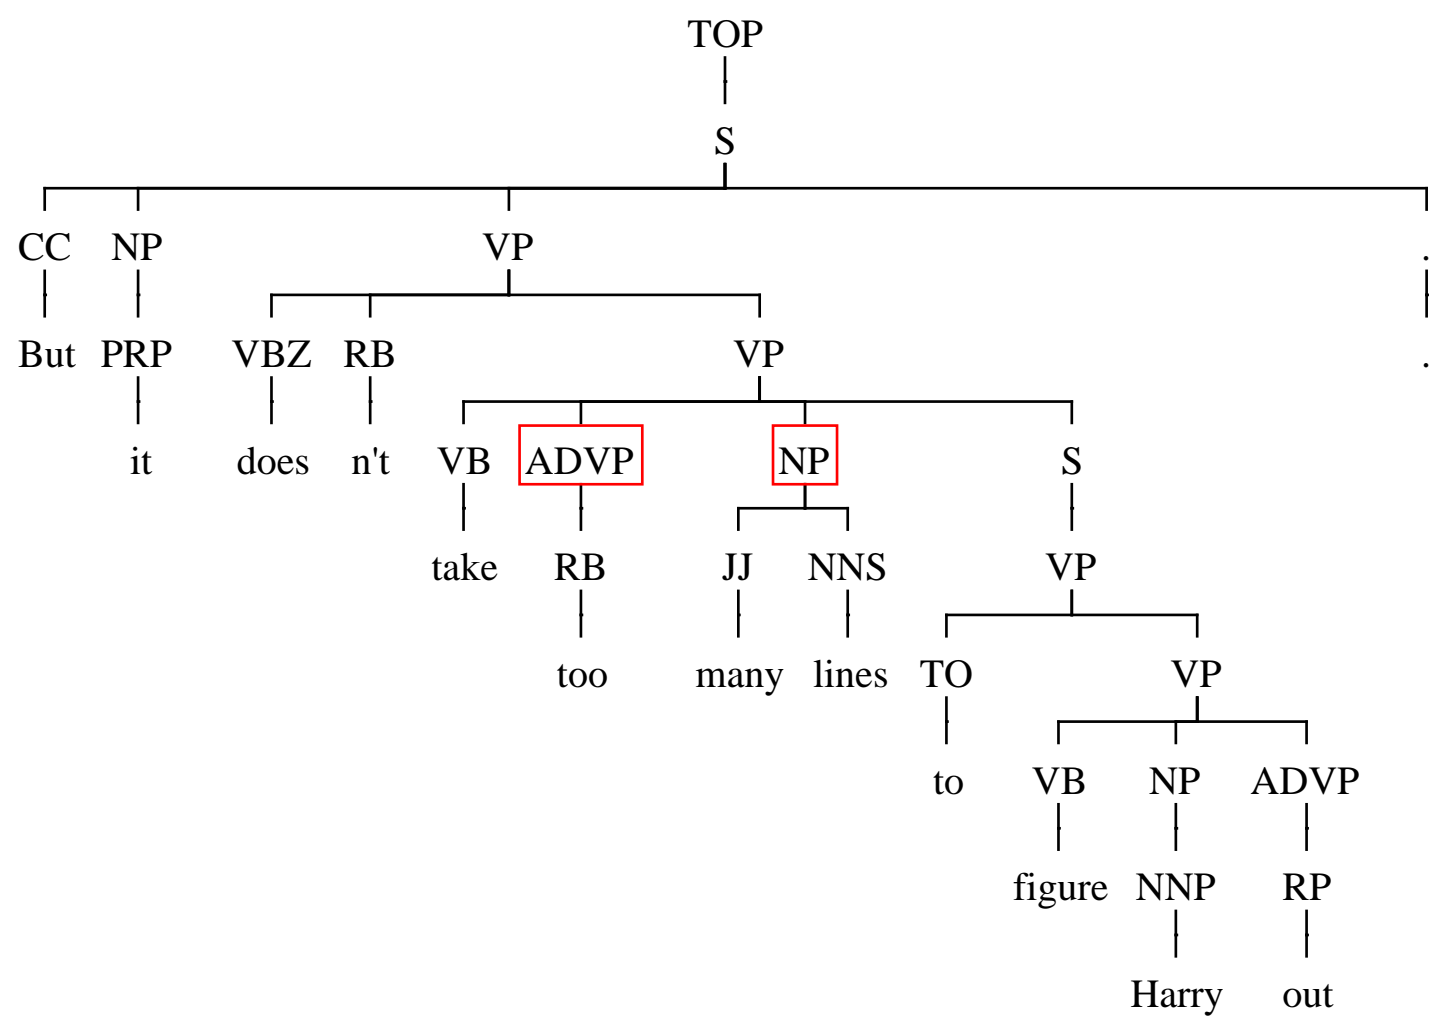 TOP
S
CC NP VP .
But PRP VBZ RB VP .
it does n't VB ADVP NP S
take RB JJ NNS VP
too many lines TO VP
to VB NP ADVP
figure NNP RP
Harry out